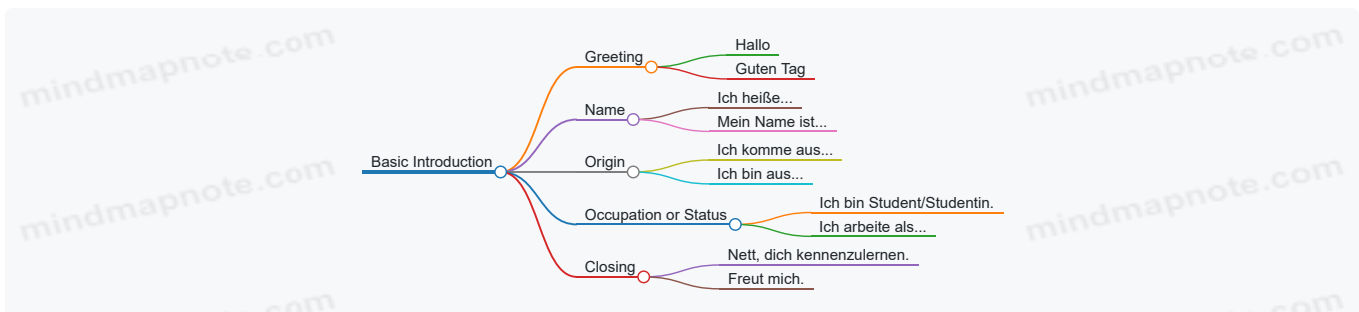 mindmapnote.com
mindmapnote.com
Basic Introduction
Greeting
Hallo
Guten Tag
Name
Ich heiße...
Mein Name ist...
Origin
Ich komme aus...
Ich bin aus...
Occupation or Status
Ich bin Student/Studentin.
Ich arbeite als...
Closing
Nett, dich kennenzulernen.
Freut mich.
mindmapnote.com
mindmapnote.com
.com
.com